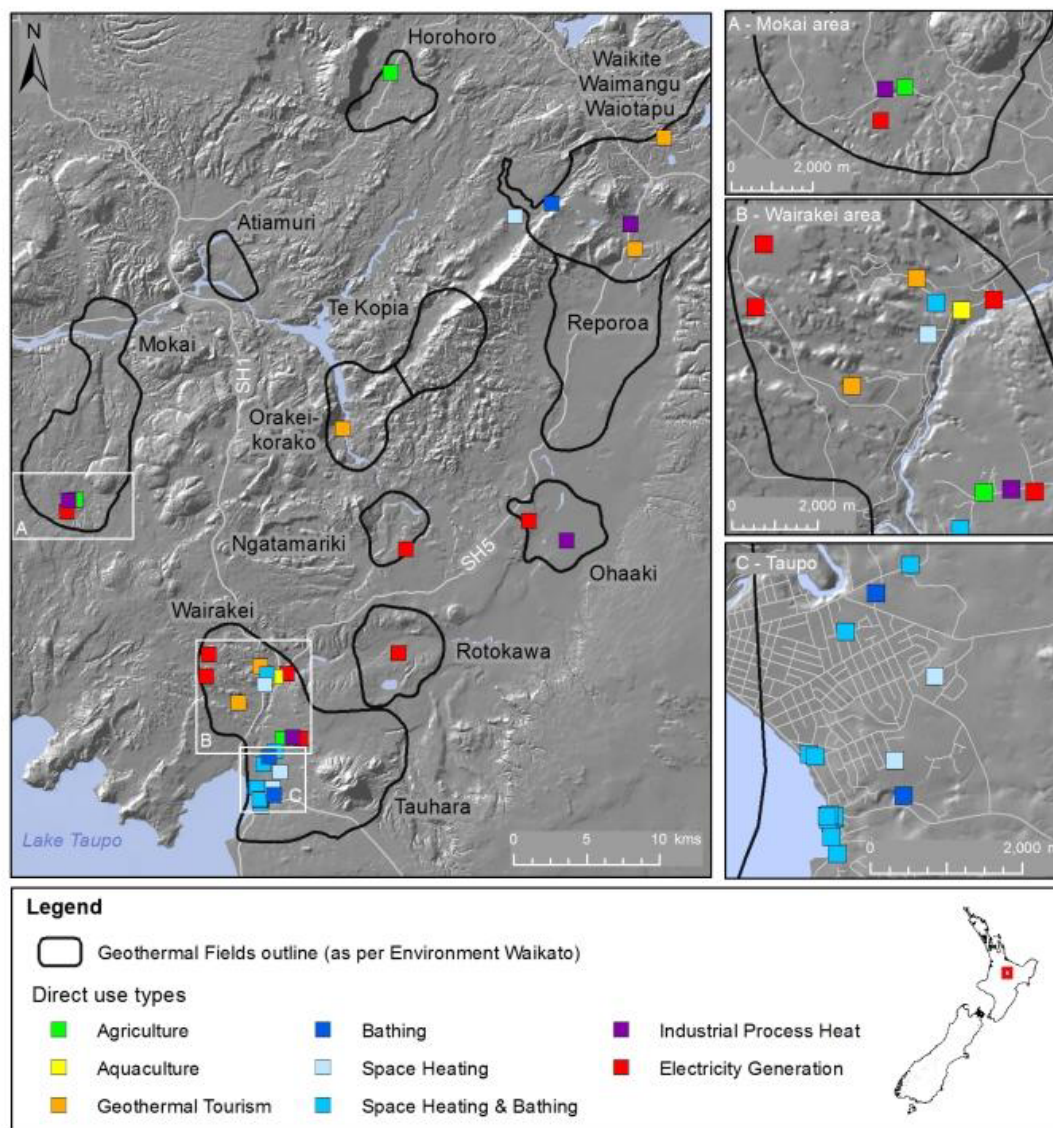 N
Horohoro
Waikite
Waimangu
Waiotapu
Atiamuri
Te Kopia
Reporoa
Mokai
SH1
Orakei-
korako
A
Ngatamariki
SH5
Ohaaki
Wairakei
Rotokawa
B
C
Tauhara
Lake Taupo
0 5 10 kms
A - Mokai area
0 2,000 m
B - Wairakei area
0 2,000 m
C - Taupo
0 2,000 m
Legend
Geothermal Fields outline (as per Environment Waikato)
Direct use types
Agriculture
Aquaculture
Geothermal Tourism
Bathing
Space Heating
Space Heating & Bathing
Industrial Process Heat
Electricity Generation